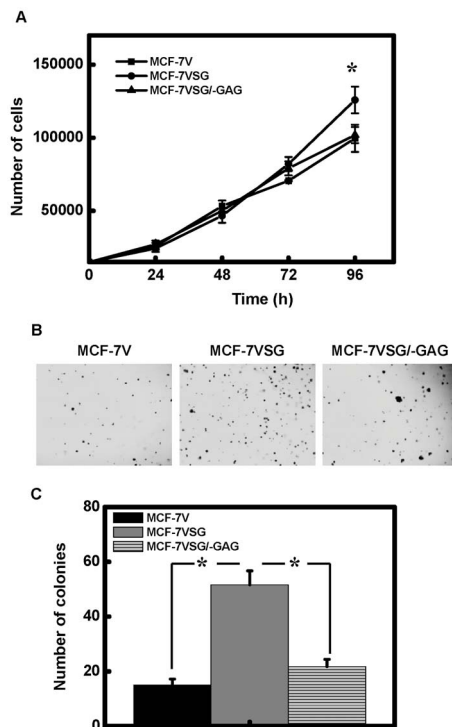 A
Number of cells
150000
100000
50000
MCF-7V
MCF-7VSG
MCF-7VSG/-GAG
*
0 24 48 72 96
Time (h)
B
MCF-7V MCF-7VSG MCF-7VSG/-GAG
C
Number of colonies
80
60
40
20
0
MCF-7V
MCF-7VSG
MCF-7VSG/-GAG
* *